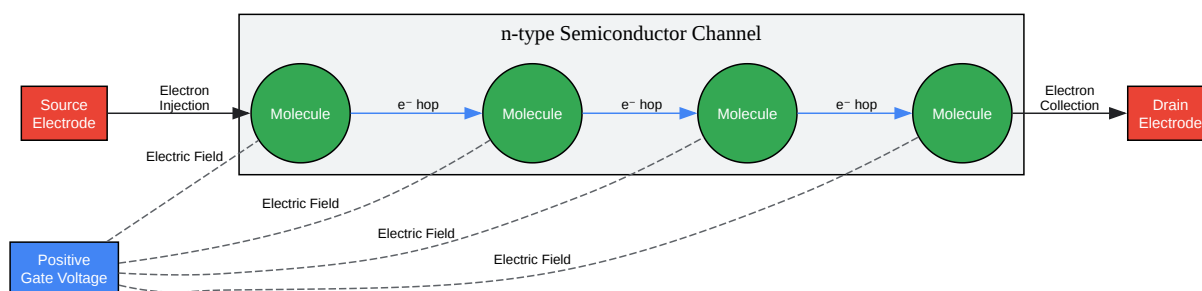 n-type Semiconductor Channel
Source
Electrode
Electron
Injection
Molecule
e⁻ hop
Molecule
e⁻ hop
Molecule
e⁻ hop
Molecule
Electron
Collection
Drain
Electrode
Electric Field
Electric Field
Electric Field
Electric Field
Positive
Gate Voltage